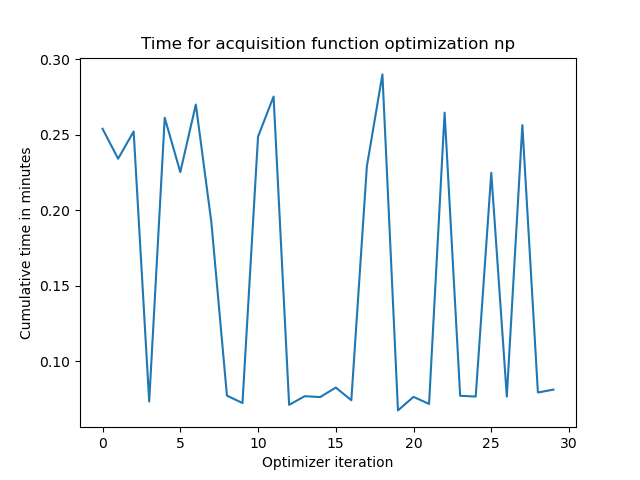 Time for acquisition function optimization np
Cumulative time in minutes
0.30
0.25
0.20
0.15
0.10
0 5 10 15 20 25 30
Optimizer iteration